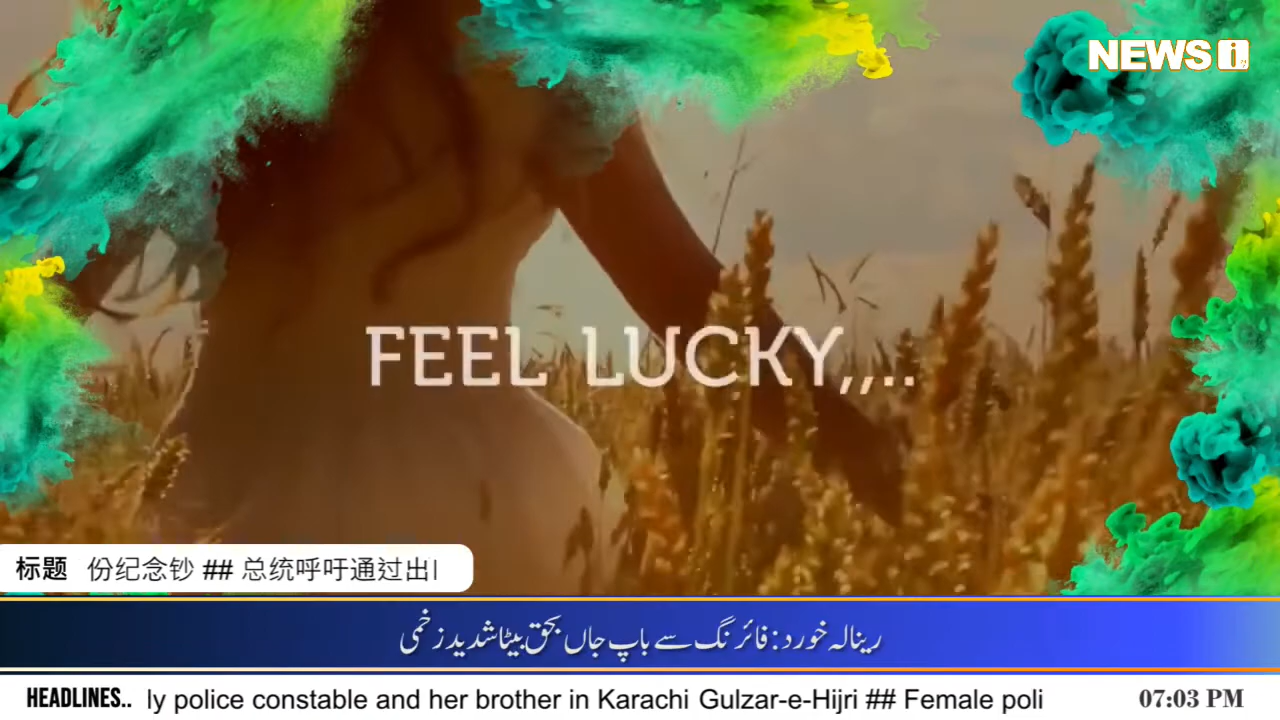 NEWS i
FEEL LUCKY,,..
标题 份纪念钞 ## 总统呼吁通过出
رینالہ خورد: فائرنگ سے باپ جاں بحق بیٹا شدید زخمی
HEADLINES.. ly police constable and her brother in Karachi Gulzar-e-Hijri ## Female poli
07:03 PM